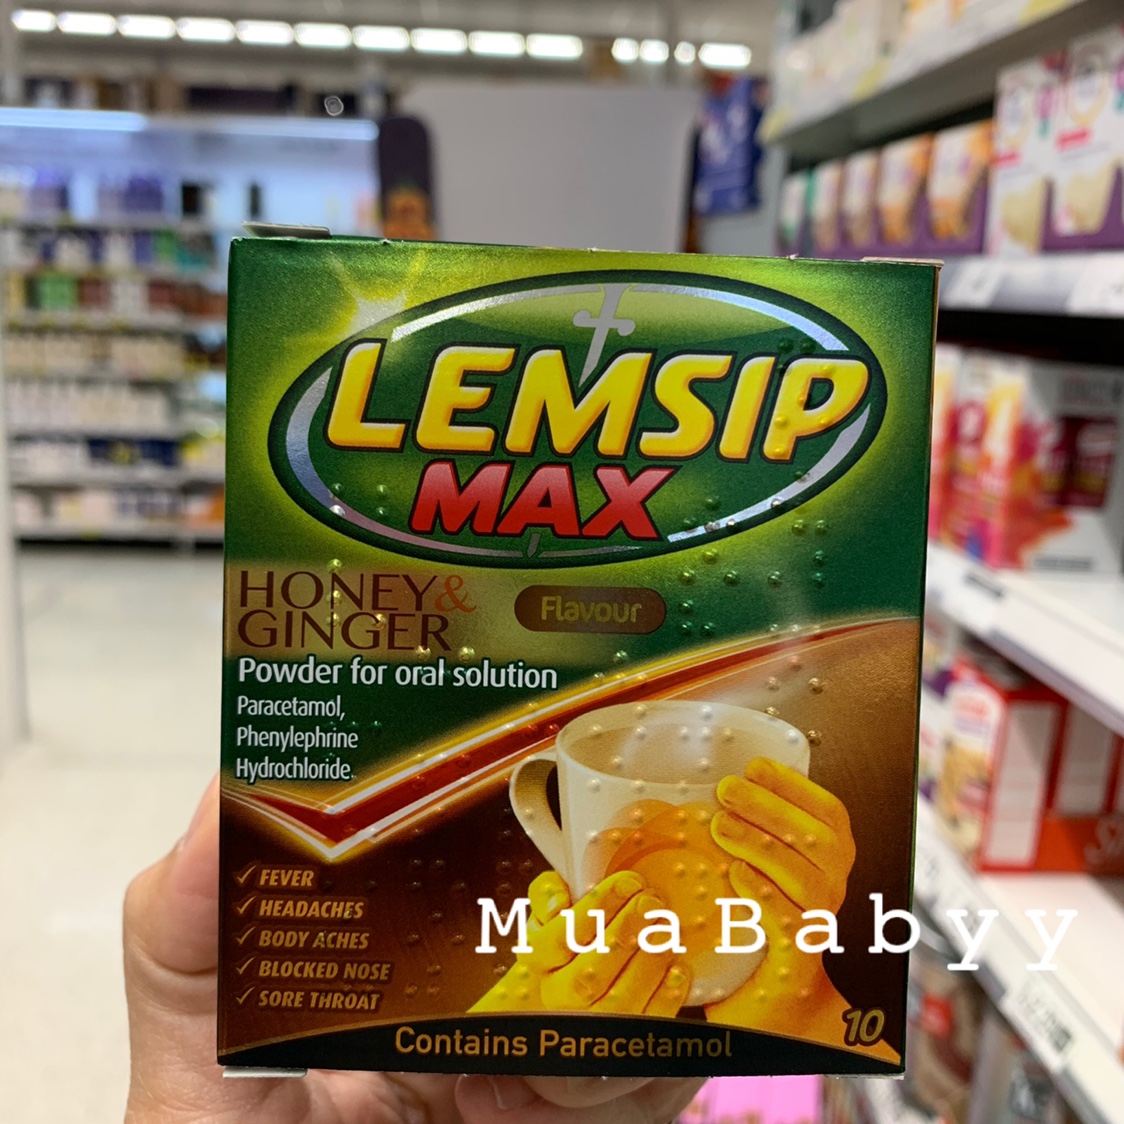 LEMSIP
MAX
HONEY&
GINGER
Flavour
Powder for oral solution
Paracetamol,
Phenylephrine
Hydrochloride.
✓ FEVER
✓ HEADACHES
✓ BODY ACHES
✓ BLOCKED NOSE
✓ SORE THROAT
MuaBabyy
10
Contains Paracetamol